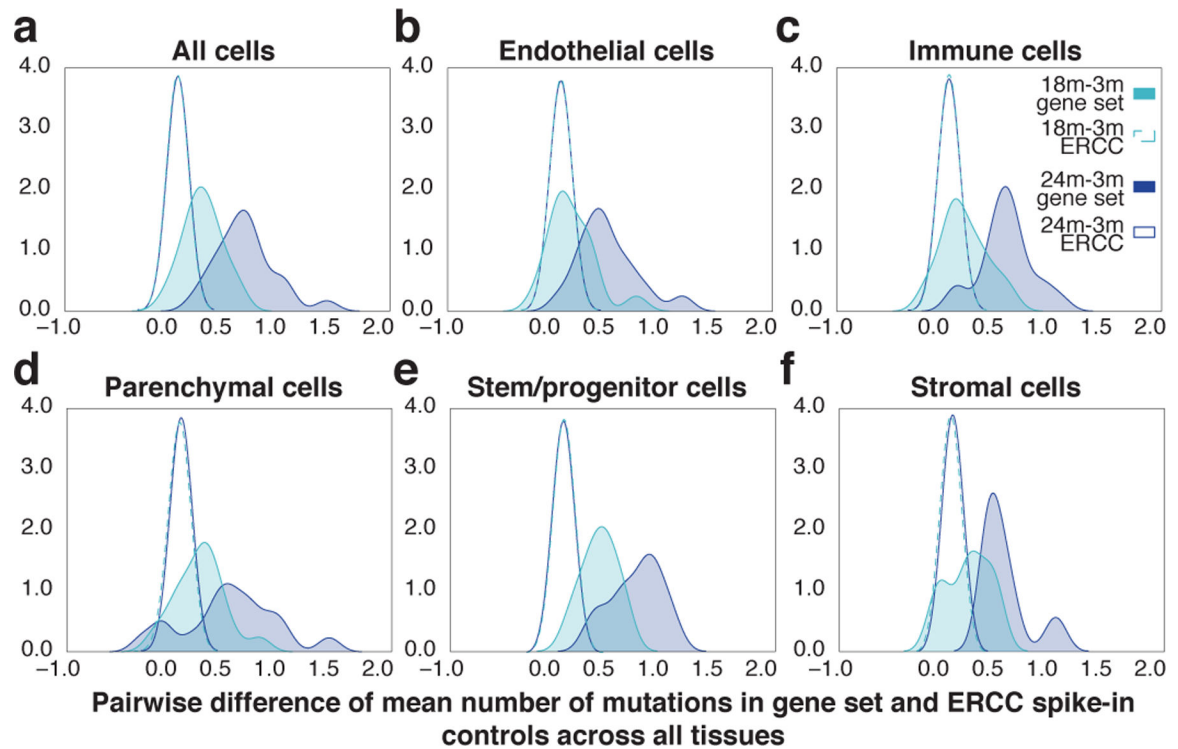 a
All cells
4.0
3.0
2.0
1.0
0.0
−1.0 0.0 0.5 1.0 1.5 2.0
b
Endothelial cells
4.0
3.0
2.0
1.0
0.0
−1.0 0.0 0.5 1.0 1.5 2.0
c
Immune cells
4.0
3.0
2.0
1.0
0.0
−1.0 0.0 0.5 1.0 1.5 2.0
18m-3m
gene set
18m-3m
ERCC
24m-3m
gene set
24m-3m
ERCC
d
Parenchymal cells
4.0
3.0
2.0
1.0
0.0
−1.0 0.0 0.5 1.0 1.5 2.0
e
Stem/progenitor cells
4.0
3.0
2.0
1.0
0.0
−1.0 0.0 0.5 1.0 1.5 2.0
f
Stromal cells
4.0
3.0
2.0
1.0
0.0
−1.0 0.0 0.5 1.0 1.5 2.0
Pairwise difference of mean number of mutations in gene set and ERCC spike-in
controls across all tissues